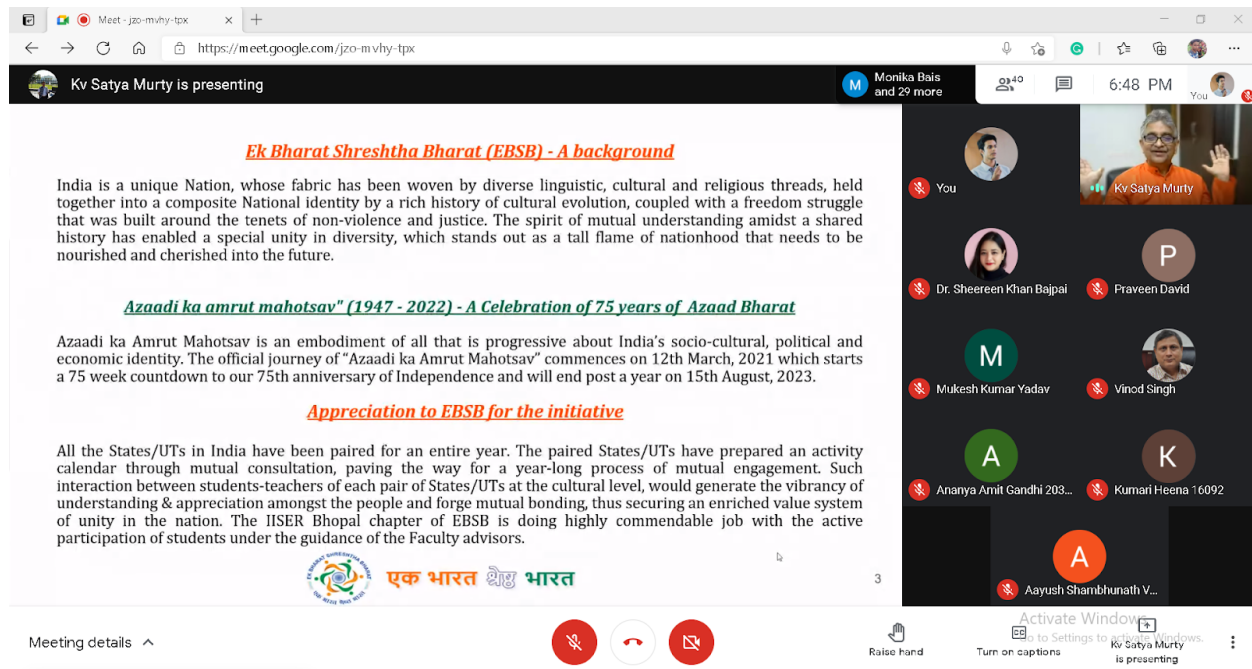 Meet - jzo-mvhy-tpx
https://meet.google.com/jzo-mvhy-tpx
Kv Satya Murty is presenting
M
Monika Bais
and 29 more
40
6:48 PM
You
Ek Bharat Shreshtha Bharat (EBSB) - A background
India is a unique Nation, whose fabric has been woven by diverse linguistic, cultural and religious threads, held
together into a composite National identity by a rich history of cultural evolution, coupled with a freedom struggle
that was built around the tenets of non-violence and justice. The spirit of mutual understanding amidst a shared
history has enabled a special unity in diversity, which stands out as a tall flame of nationhood that needs to be
nourished and cherished into the future.
Azaadi ka amrut mahotsav" (1947 - 2022) - A Celebration of 75 years of Azaad Bharat
Azaadi ka Amrut Mahotsav is an embodiment of all that is progressive about India's socio-cultural, political and
economic identity. The official journey of "Azaadi ka Amrut Mahotsav" commences on 12th March, 2021 which starts
a 75 week countdown to our 75th anniversary of Independence and will end post a year on 15th August, 2023.
Appreciation to EBSB for the initiative
All the States/UTs in India have been paired for an entire year. The paired States/UTs have prepared an activity
calendar through mutual consultation, paving the way for a year-long process of mutual engagement. Such
interaction between students-teachers of each pair of States/UTs at the cultural level, would generate the vibrancy of
understanding & appreciation amongst the people and forge mutual bonding, thus securing an enriched value system
of unity in the nation. The IISER Bhopal chapter of EBSB is doing highly commendable job with the active
participation of students under the guidance of the Faculty advisors.
EK BHARAT SHRESHTHA BHARAT
एक भारत श्रेष्ठ भारत
3
You
Kv Satya Murty
Dr. Sheereen Khan Bajpai
P
Praveen David
M
Mukesh Kumar Yadav
Vinod Singh
A
Ananya Amit Gandhi 203...
K
Kumari Heena 16092
A
Aayush Shambhunath V...
Meeting details
Raise hand
Turn on captions
Kv Satya Murty
is presenting
Activate Windows
Go to Settings to activate Windows.